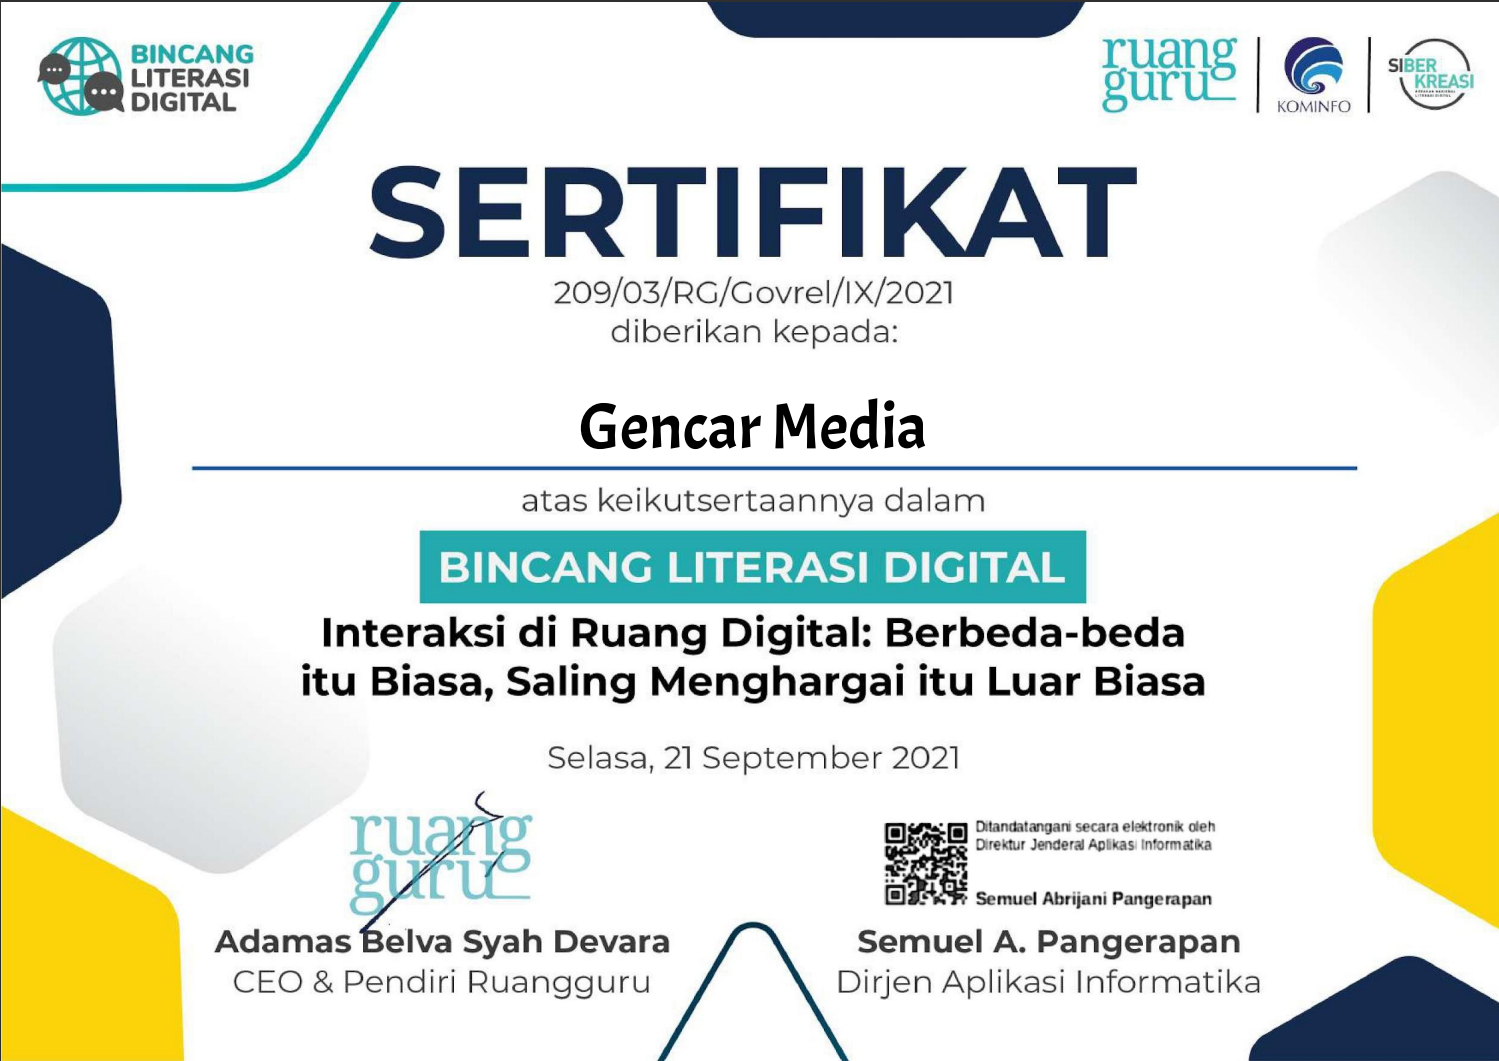 BINCANG
LITERASI
DIGITAL
ruang
guru
KOMINFO
SIBER
KREASI
SERTIFIKAT
209/03/RG/Govrel/IX/2021
diberikan kepada:
Gencar Media
atas keikutsertaannya dalam
BINCANG LITERASI DIGITAL
Interaksi di Ruang Digital: Berbeda-beda
itu Biasa, Saling Menghargai itu Luar Biasa
Selasa, 21 September 2021
ruang
guru
Adamas Belva Syah Devara
CEO & Pendiri Ruangguru
Ditandatangani secara elektronik oleh
Direktur Jenderal Aplikasi Informatika
Semuel Abrijani Pangerapan
Semuel A. Pangerapan
Dirjen Aplikasi Informatika